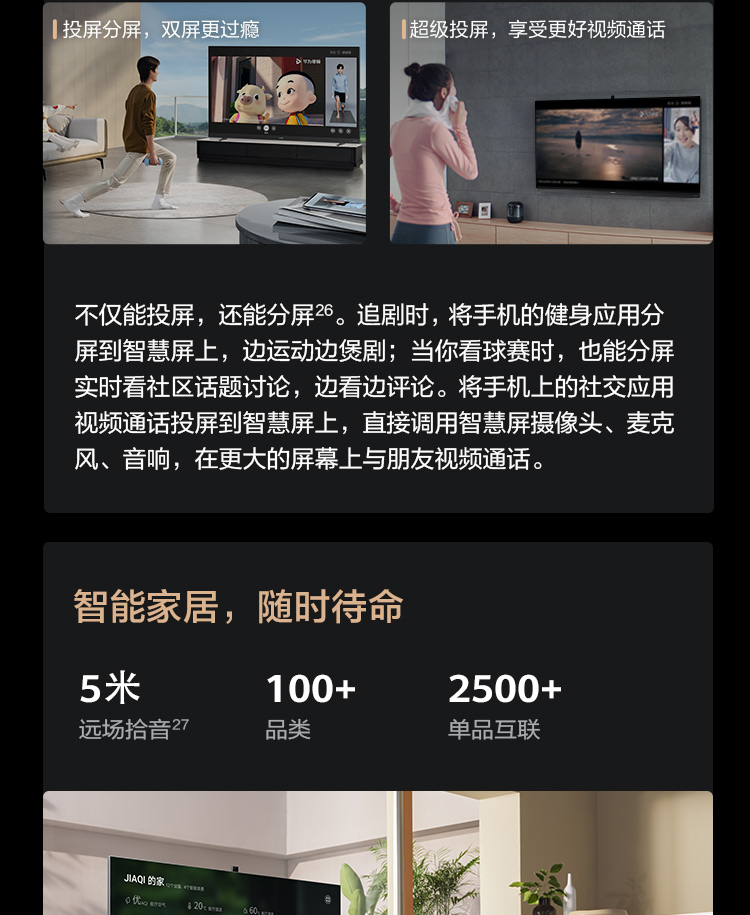 投屏分屏，双屏更过瘾
超级投屏，享受更好视频通话
不仅能投屏，还能分屏26。追剧时，将手机的健身应用分
屏到智慧屏上，边运动边煲剧；当你看球赛时，也能分屏
实时看社区话题讨论，边看边评论。将手机上的社交应用
视频通话投屏到智慧屏上，直接调用智慧屏摄像头、麦克
风、音响，在更大的屏幕上与朋友视频通话。
智能家居，随时待命
5米
100+
2500+
远场拾音27
品类
单品互联
JIAQI 的家
优
20℃
60%